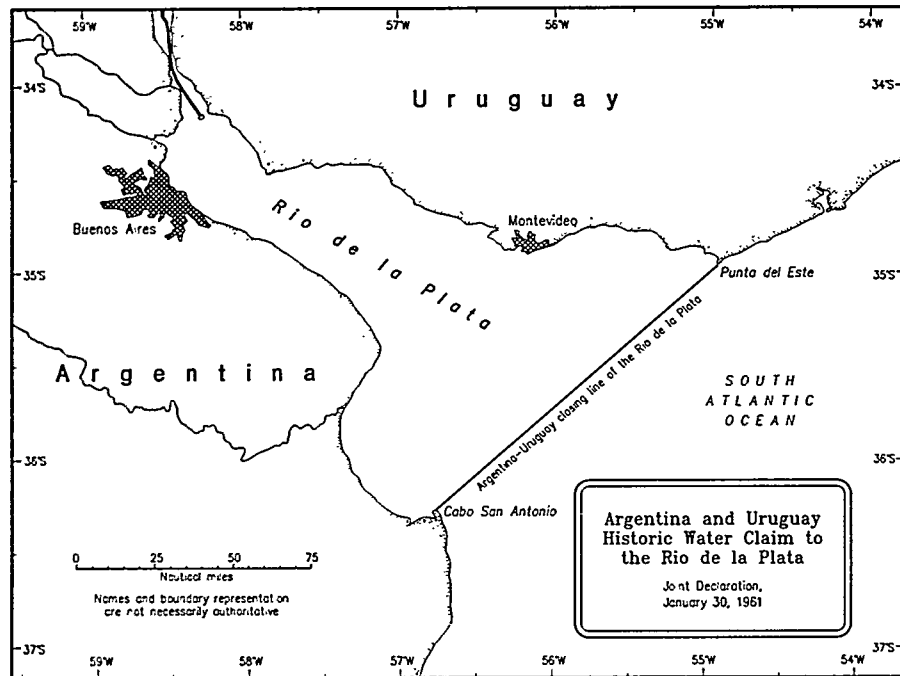 59°W 58°W 57°W 56°W 55°W 54°W
34°S 34°S
Uruguay
Buenos Aires
Rio de la Plata
Montevideo
35°S 35°S
Punta del Este
Argentina-Uruguay closing line of the Rio de la Plata
Argentina
SOUTH
ATLANTIC
OCEAN
36°S 36°S
Cabo San Antonio
Argentina and Uruguay
Historic Water Claim to
the Rio de la Plata
Joint Declaration,
January 30, 1961
0 25 50 75
Nautical miles
Names and boundary representation
are not necessarily authoritative
37°S 37°S
59°W 58°W 57°W 56°W 55°W 54°W